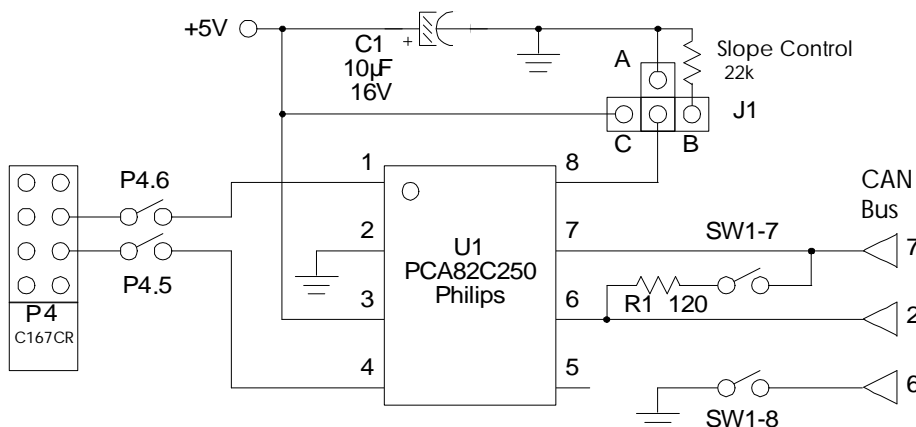 +5V
C1
+
10µF
16V
Slope Control
22k
A
J1
C
B
1
8
P4.6
CAN
Bus
2
U1
7
SW1-7
7
PCA82C250
Philips
P4.5
3
6
R1 120
2
P4
C167CR
4
5
6
SW1-8